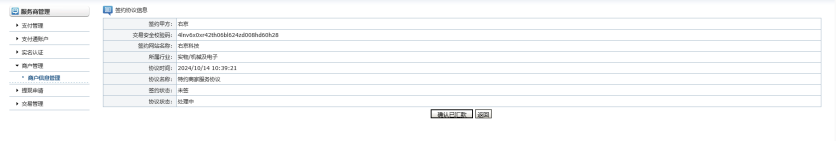 服务商管理
支付管理
支付通账户
实名认证
商户管理
商户信息管理
提现申请
交易管理
签约协议信息
签约甲方： 右京
交易安全校验码： 4lnv6x0xr42th06bl624zd008hd60h28
签约网站名称： 右京科技
所属行业： 实物/机械及电子
协议时间： 2024/10/14 10:39:21
协议名称： 特约商家服务协议
签约状态： 未签
协议状态： 处理中
确认已汇款 返回